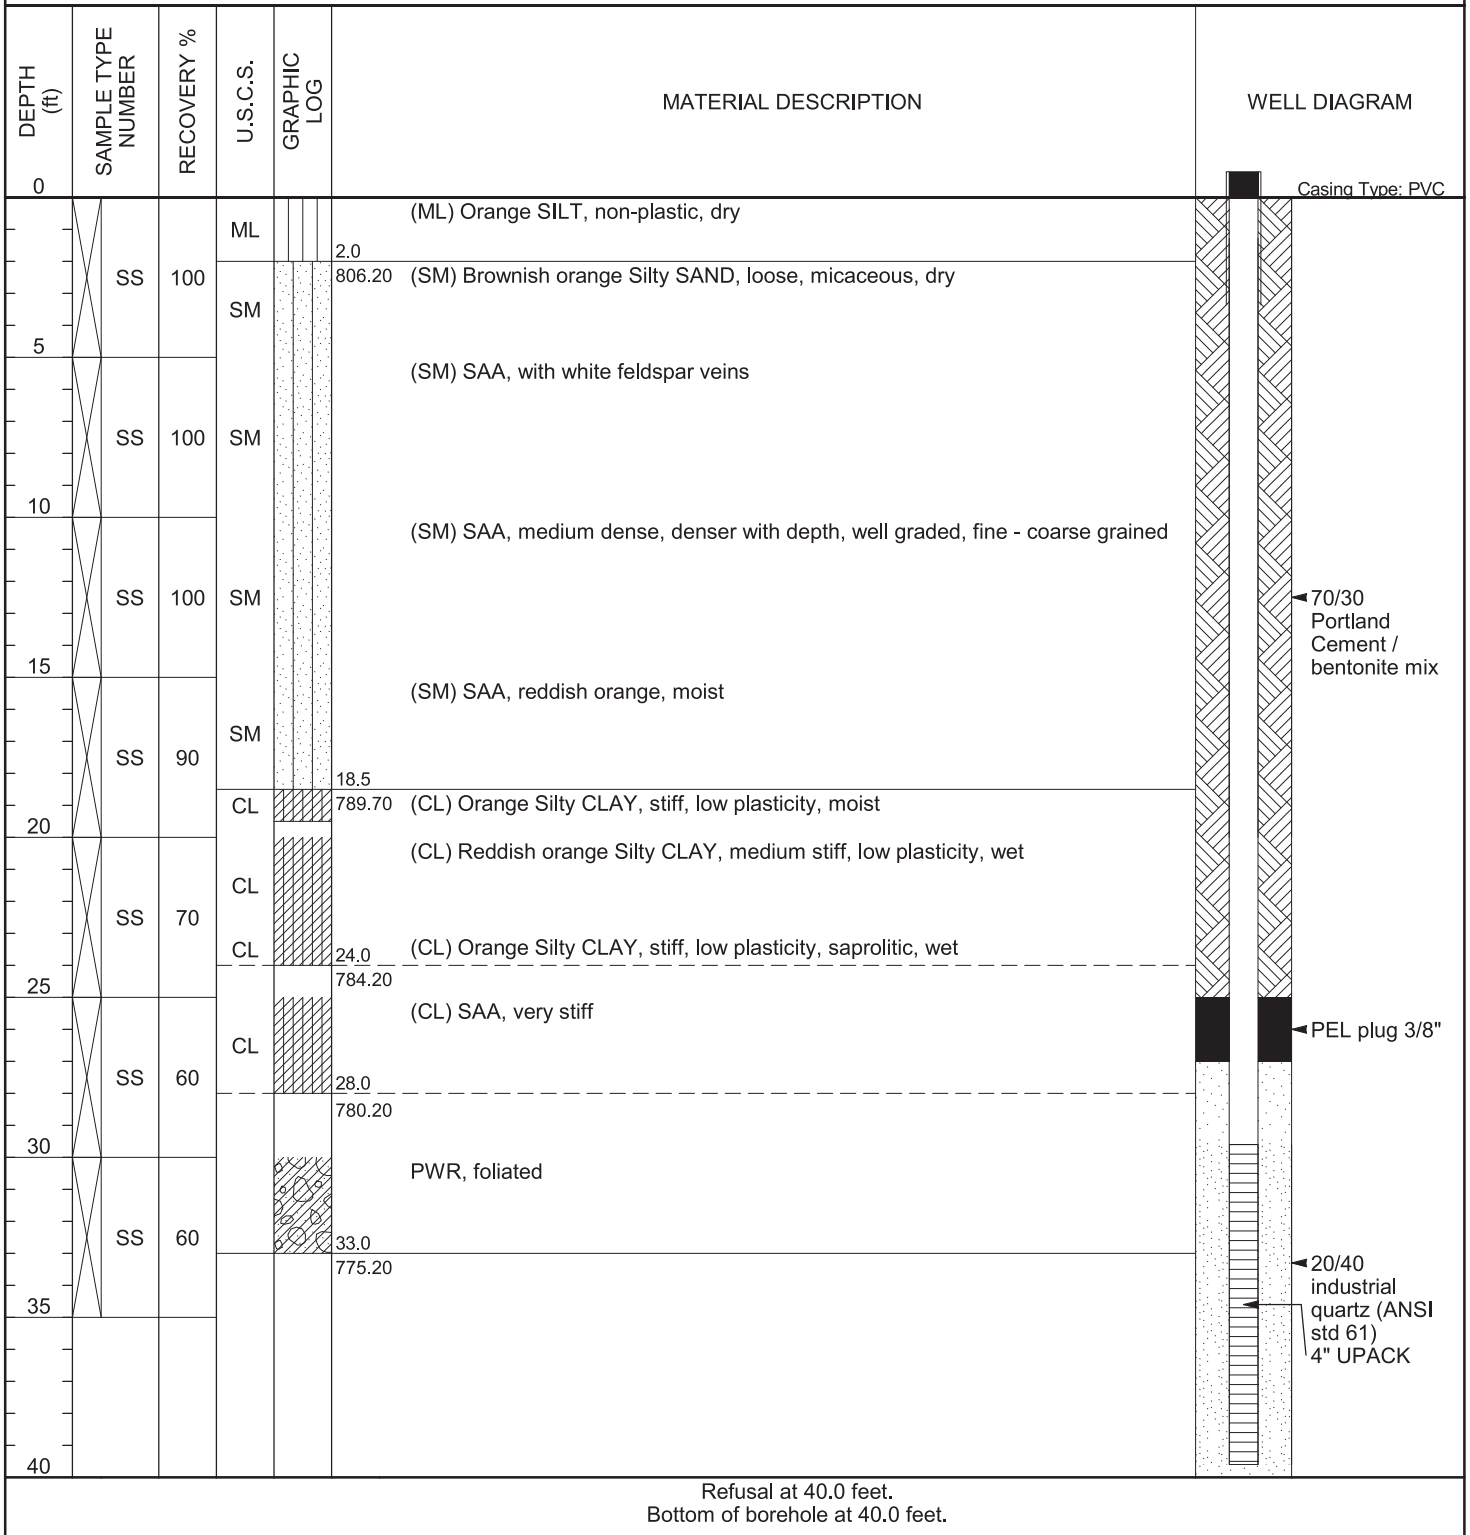 DEPTH
(ft)
SAMPLE TYPE
NUMBER
RECOVERY %
U.S.C.S.
GRAPHIC
LOG
MATERIAL DESCRIPTION
WELL DIAGRAM
0
Casing Type: PVC
(ML) Orange SILT, non-plastic, dry
ML
2.0
SS 100
806.20 (SM) Brownish orange Silty SAND, loose, micaceous, dry
SM
5
(SM) SAA, with white feldspar veins
SS 100 SM
10
(SM) SAA, medium dense, denser with depth, well graded, fine - coarse grained
SS 100 SM
70/30
Portland
Cement /
bentonite mix
15
(SM) SAA, reddish orange, moist
SM
SS 90
18.5
CL 789.70 (CL) Orange Silty CLAY, stiff, low plasticity, moist
20
(CL) Reddish orange Silty CLAY, medium stiff, low plasticity, wet
CL
SS 70
CL 24.0 (CL) Orange Silty CLAY, stiff, low plasticity, saprolitic, wet
784.20
25
(CL) SAA, very stiff
PEL plug 3/8"
CL
SS 60
28.0
780.20
30
PWR, foliated
SS 60
33.0
775.20
20/40
industrial
quartz (ANSI
std 61)
4" UPACK
35
40
Refusal at 40.0 feet.
Bottom of borehole at 40.0 feet.